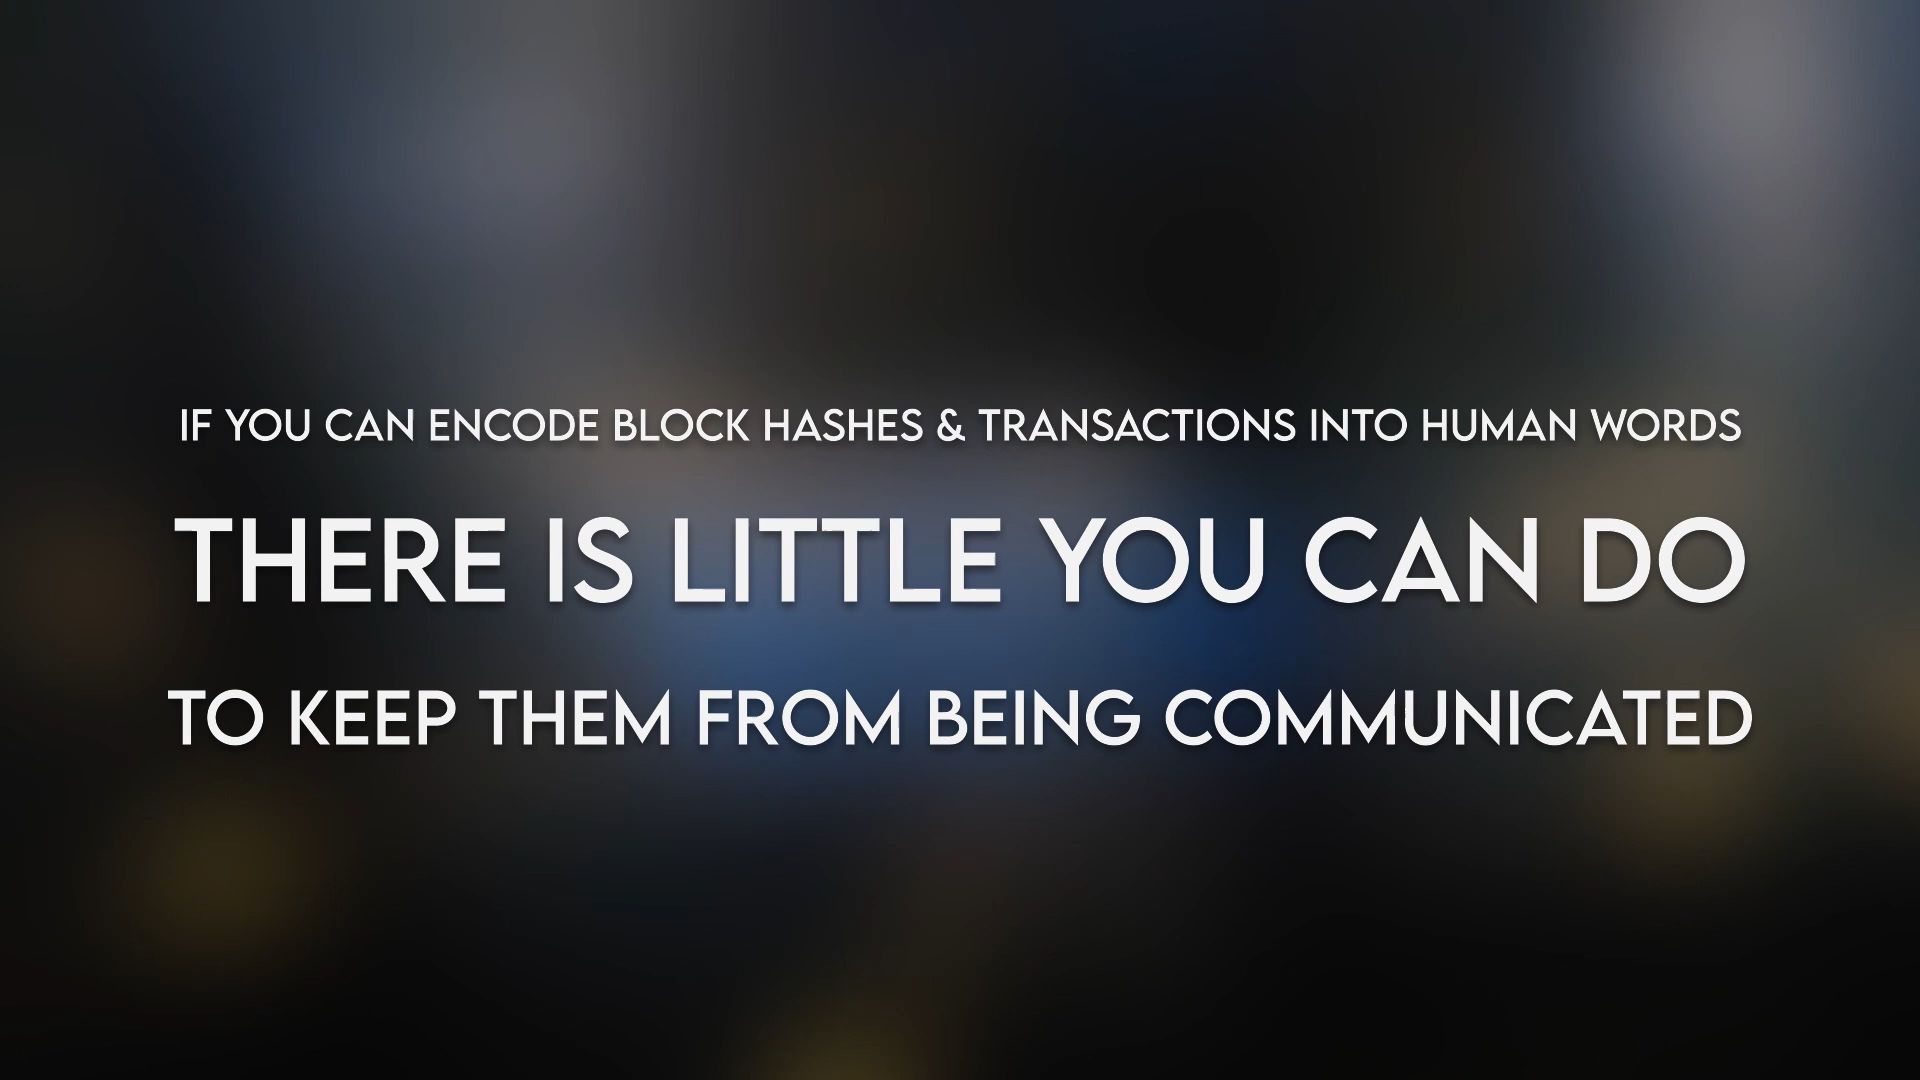 IF YOU CAN ENCODE BLOCK HASHES & TRANSACTIONS INTO HUMAN WORDS
THERE IS LITTLE YOU CAN DO
TO KEEP THEM FROM BEING COMMUNICATED